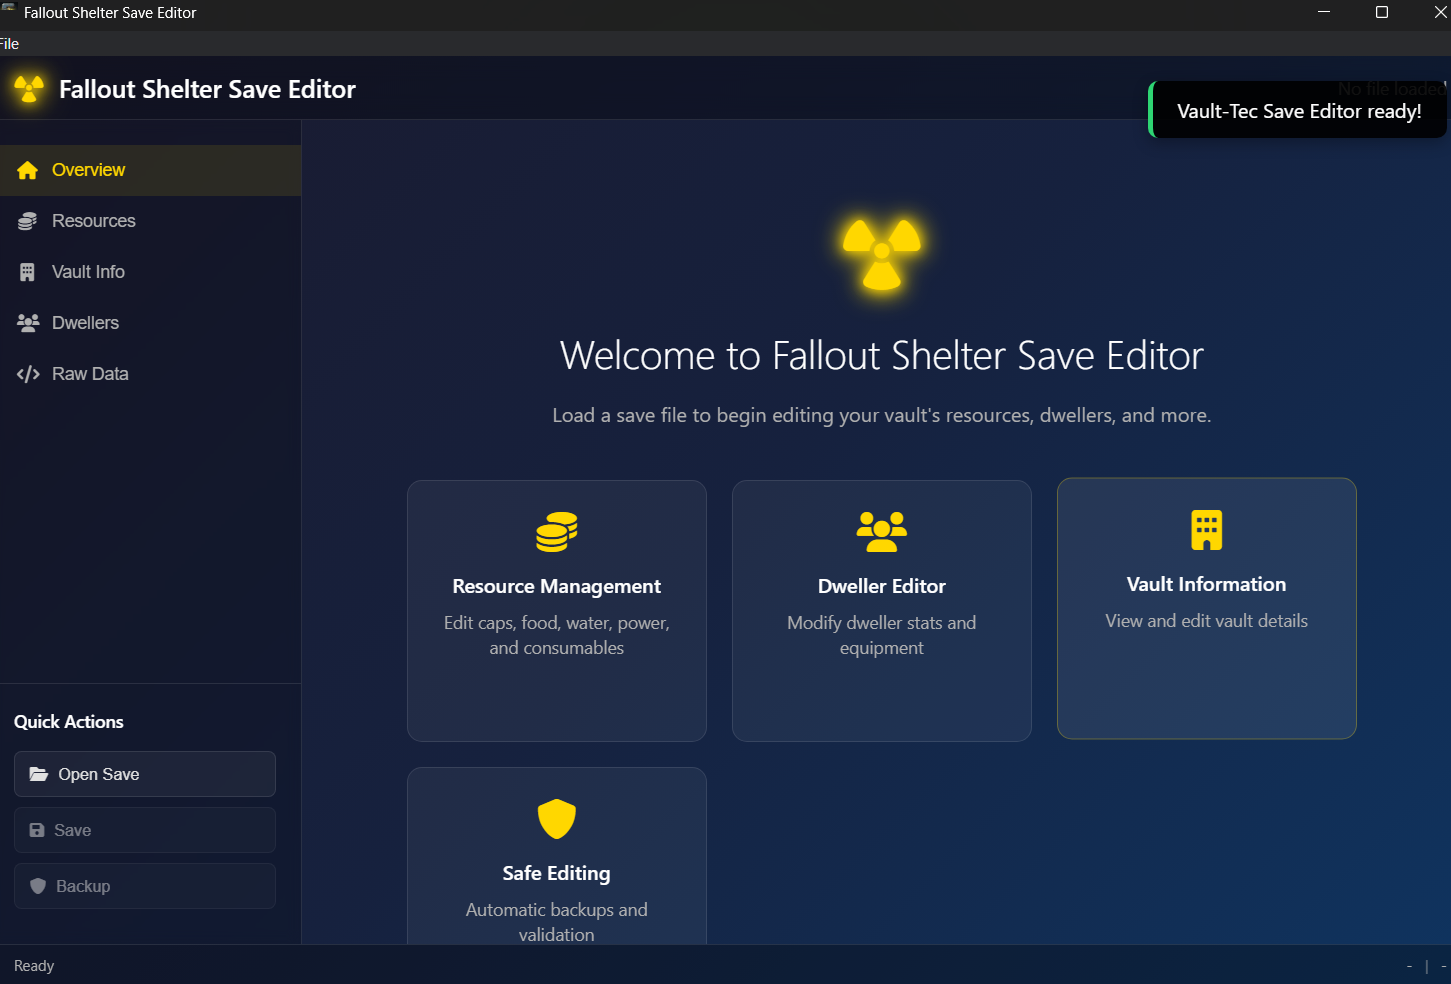 Fallout Shelter Save Editor
File
Fallout Shelter Save Editor
No file loaded
Vault-Tec Save Editor ready!
Overview
Resources
Vault Info
Dwellers
Raw Data
Welcome to Fallout Shelter Save Editor
Load a save file to begin editing your vault's resources, dwellers, and more.
Resource Management
Edit caps, food, water, power,
and consumables
Dweller Editor
Modify dweller stats and
equipment
Vault Information
View and edit vault details
Safe Editing
Automatic backups and
validation
Quick Actions
Open Save
Save
Backup
Ready
- | -